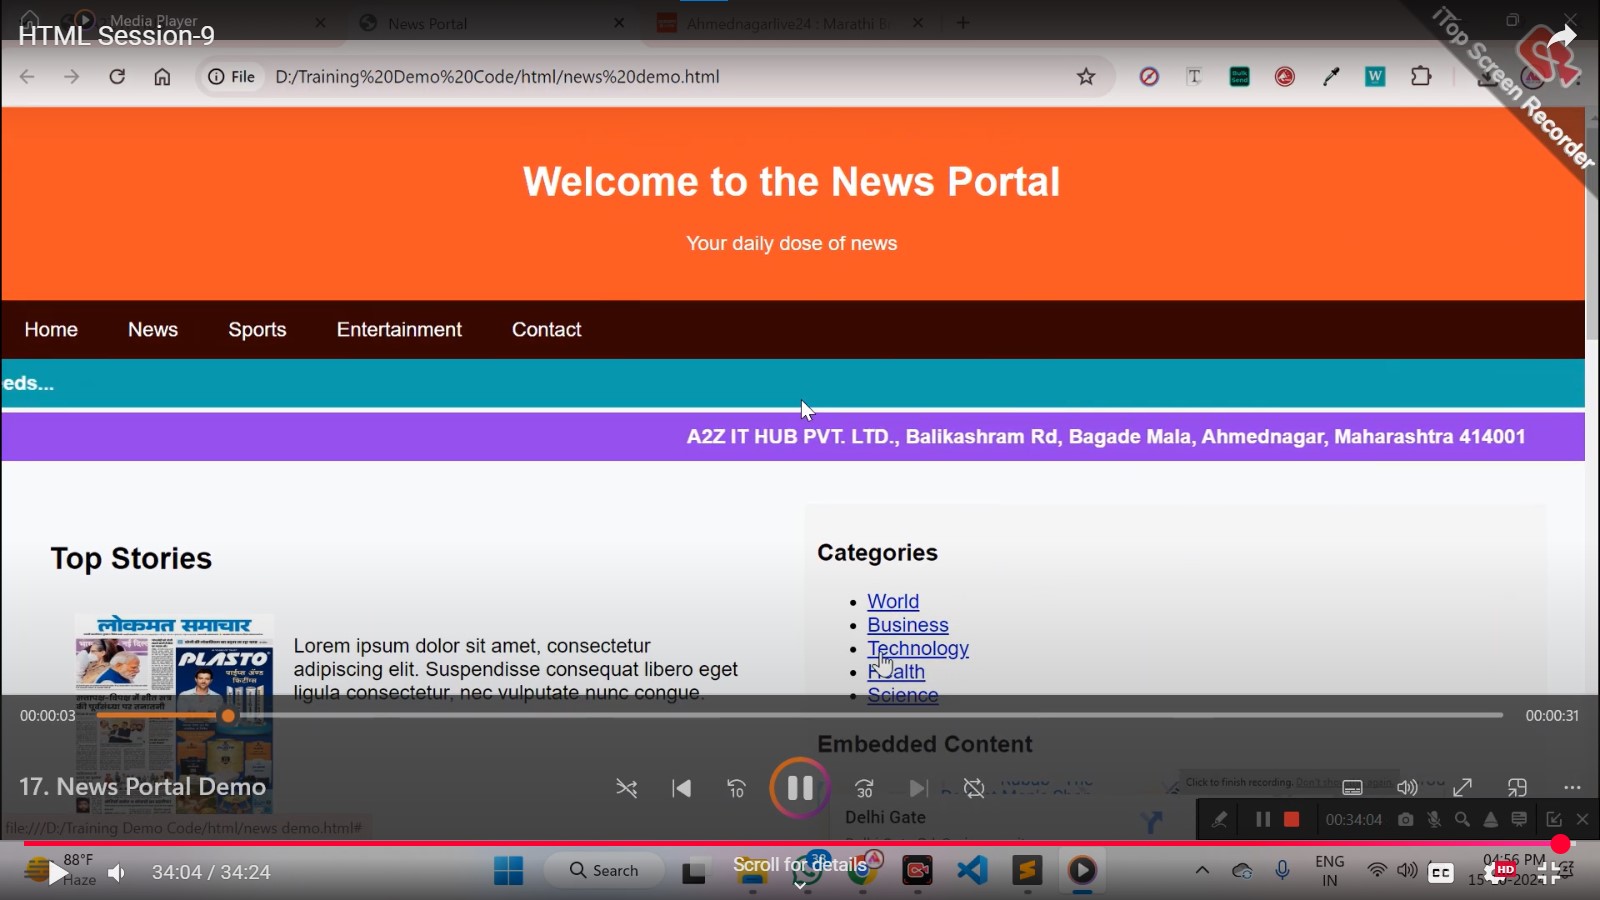 Media Player
News Portal
Ahmednagarlive24 : Marathi B
HTML Session-9
iTop Screen Recorder
File
D:/Training%20Demo%20Code/html/news%20demo.html
Welcome to the News Portal
Your daily dose of news
Home News Sports Entertainment Contact
eds...
A2Z IT HUB PVT. LTD., Balikashram Rd, Bagade Mala, Ahmednagar, Maharashtra 414001
Top Stories
Categories
World
Business
Technology
Health
Science
लोकमत समाचार
PLASTO
Lorem ipsum dolor sit amet, consectetur
adipiscing elit. Suspendisse consequat libero eget
ligula consectetur, nec vulputate nunc congue.
00:00:03
00:00:31
Embedded Content
17. News Portal Demo
10
30
Click to finish recording.
Delhi Gate
00:34:04
file:///D:/Training Demo Code/html/news demo.html#
88°F
Haze
34:04 / 34:24
Search
Scroll for details
ENG
IN
CC
HD
04:56 PM